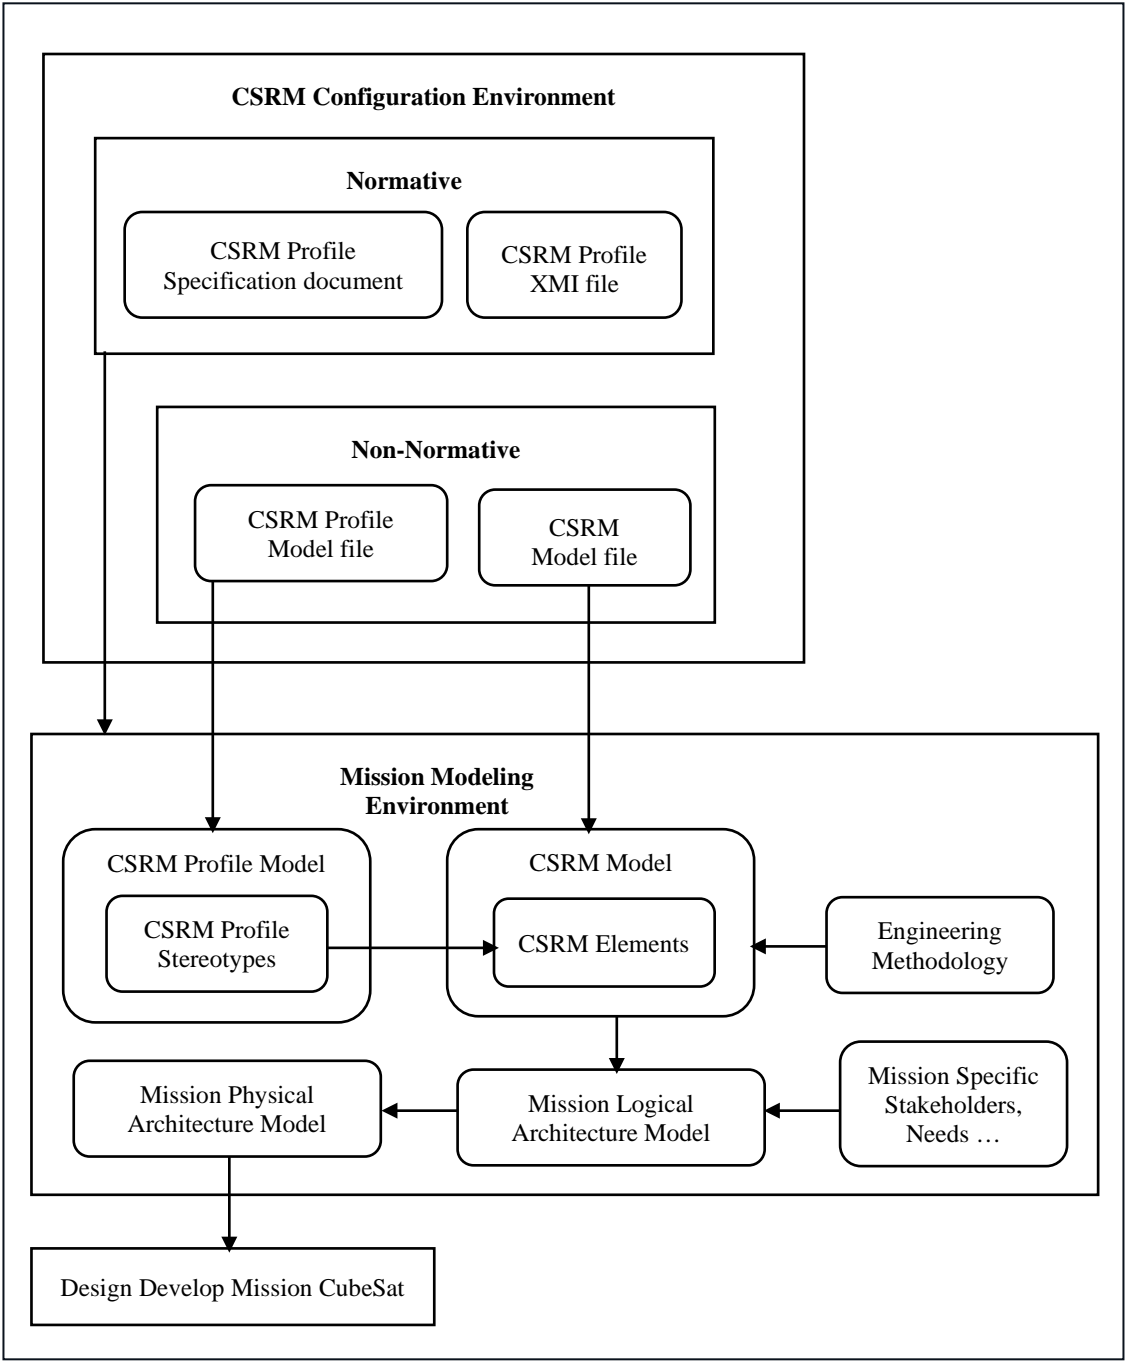 CSRM Configuration Environment
Normative
CSRM Profile
Specification document
CSRM Profile
XMI file
Non-Normative
CSRM Profile
Model file
CSRM
Model file
Mission Modeling
Environment
CSRM Profile Model
CSRM Profile
Stereotypes
CSRM Model
CSRM Elements
Engineering
Methodology
Mission Physical
Architecture Model
Mission Logical
Architecture Model
Mission Specific
Stakeholders,
Needs …
Design Develop Mission CubeSat